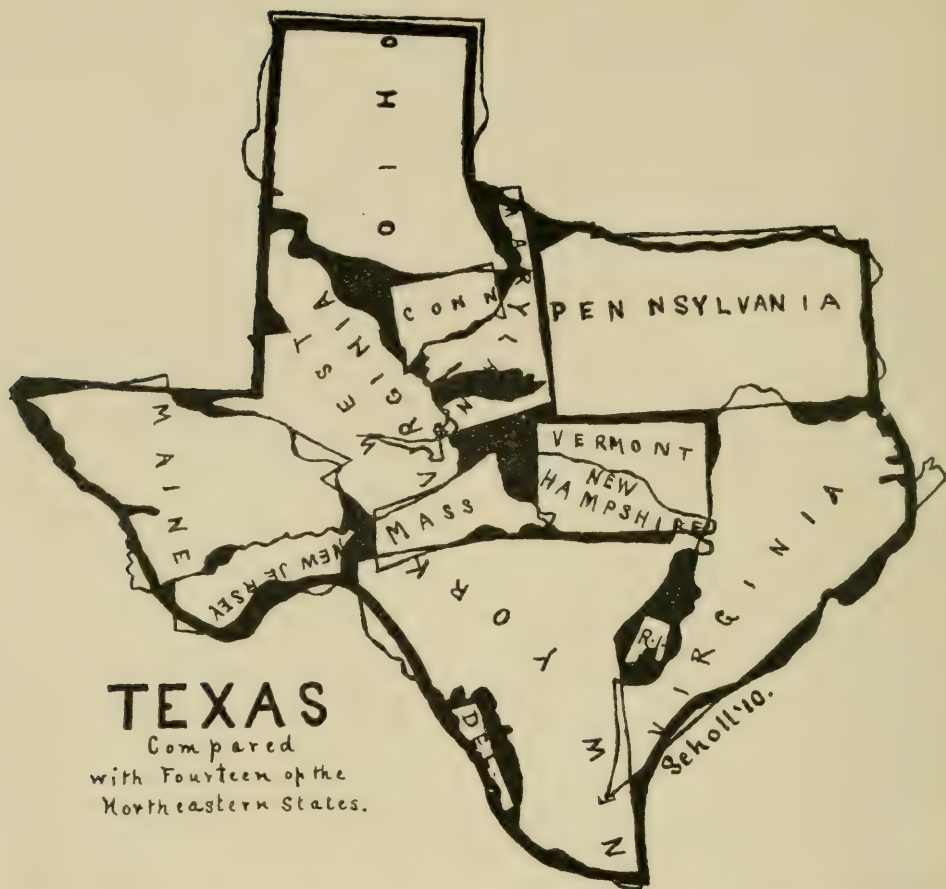 OHIO
MARYL
CONN
PENNSYLVANIA
WEST
VIRGINIA
MAINE
VERMONT
NEW
HAMPSHIRE
MASS
NEW JERSEY
NEW YORK
R.I.
VIRGINIA
DEL
Scholl '10.
TEXAS
Compared
with Fourteen of the
Northeastern States.